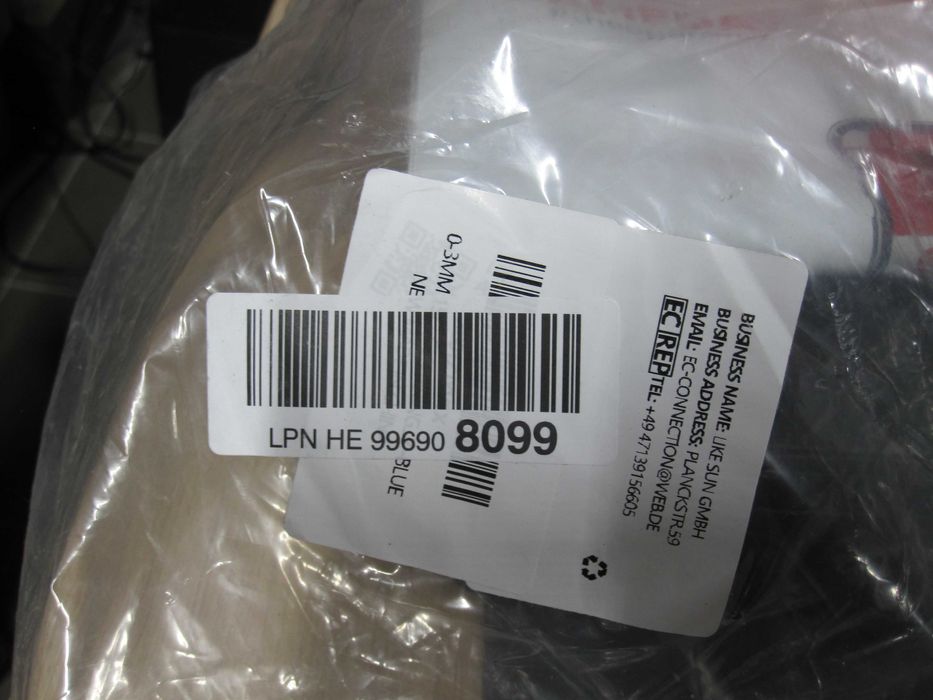 LPN HE 99690 8099
0-3MM
NE
BLUE
BUSINESS NAME: LIKE SUN GMBH
BUSINESS ADDRESS: PLANCKSTR.59
EMAIL: EC-CONNECTION@WEB.DE
EC REP TEL: +49 47139156605